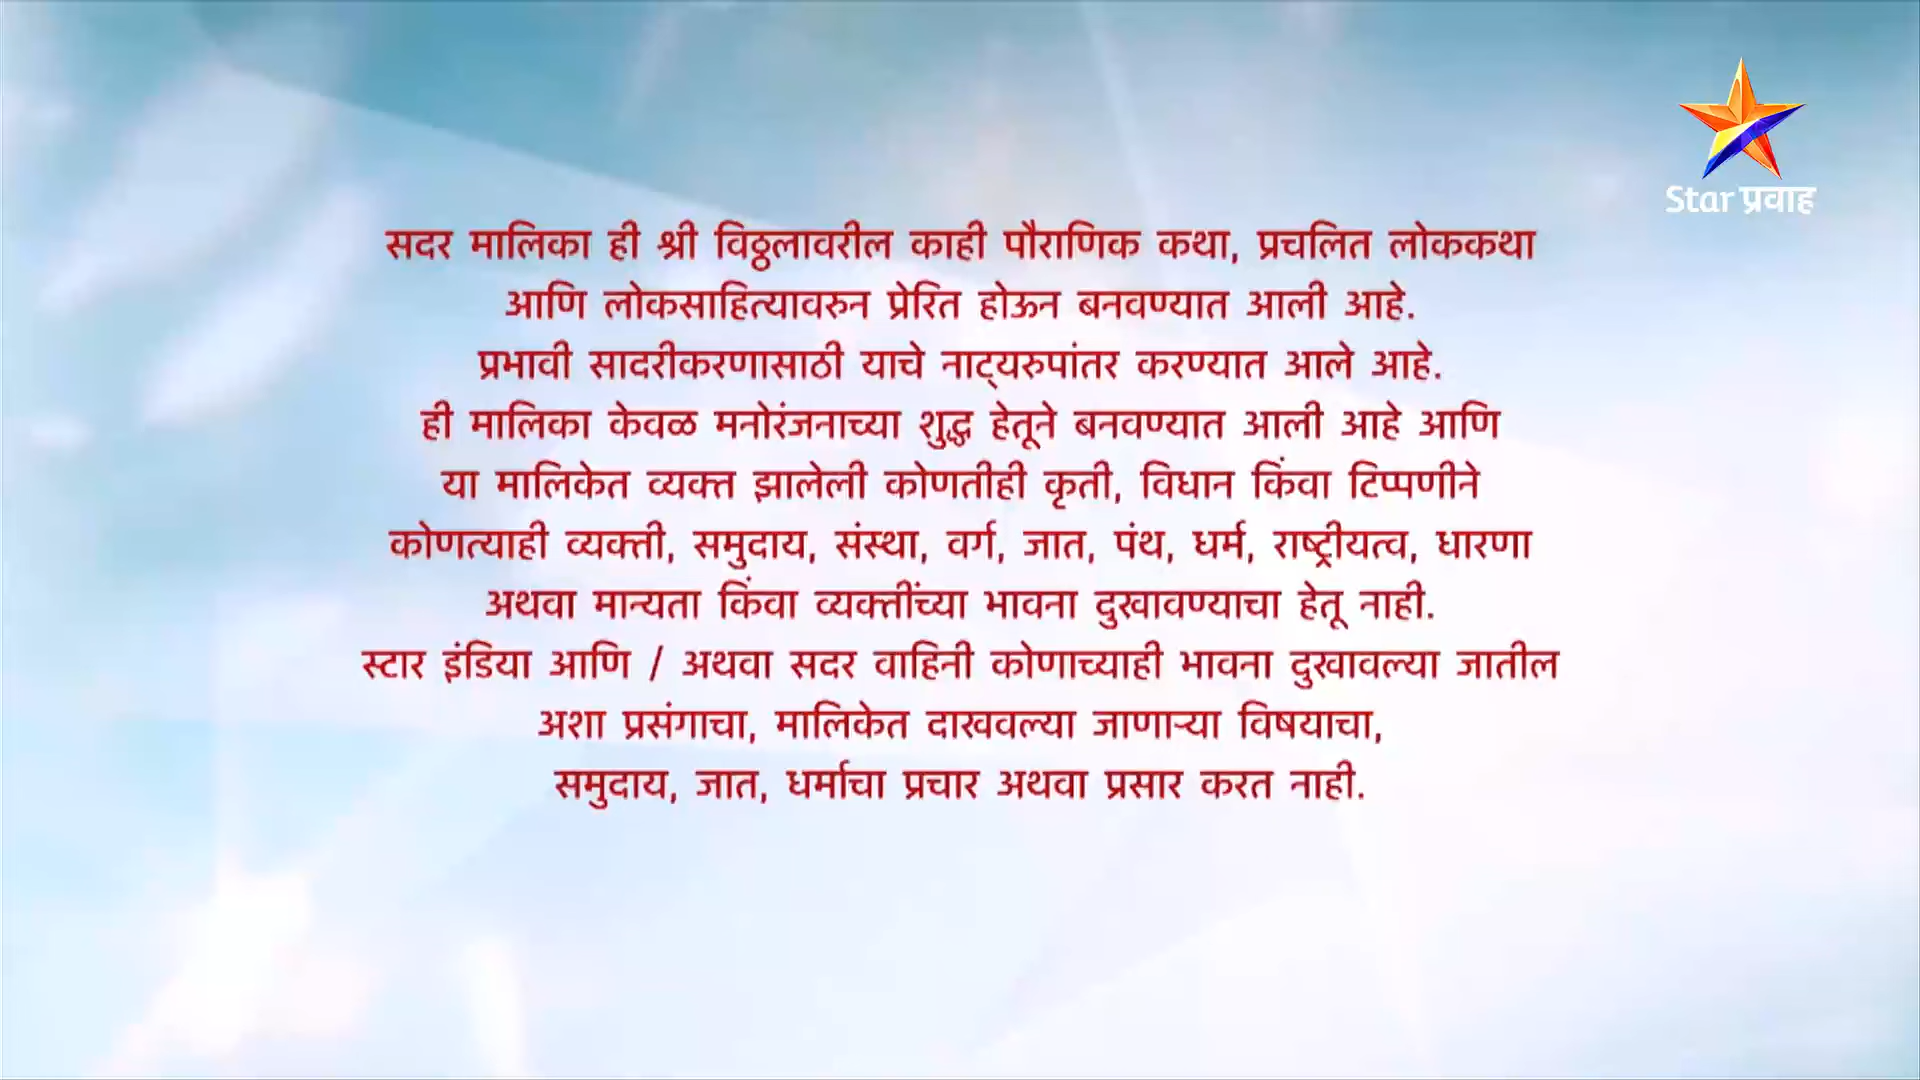 Star प्रवाह
सदर मालिका ही श्री विठ्ठलावरील काही पौराणिक कथा, प्रचलित लोककथा
आणि लोकसाहित्यावरुन प्रेरित होऊन बनवण्यात आली आहे.
प्रभावी सादरीकरणासाठी याचे नाट्यरुपांतर करण्यात आले आहे.
ही मालिका केवळ मनोरंजनाच्या शुद्ध हेतूने बनवण्यात आली आहे आणि
या मालिकेत व्यक्त झालेली कोणतीही कृती, विधान किंवा टिप्पणीने
कोणत्याही व्यक्ती, समुदाय, संस्था, वर्ग, जात, पंथ, धर्म, राष्ट्रीयत्व, धारणा
अथवा मान्यता किंवा व्यक्तींच्या भावना दुखावण्याचा हेतू नाही.
स्टार इंडिया आणि / अथवा सदर वाहिनी कोणाच्याही भावना दुखावल्या जातील
अशा प्रसंगाचा, मालिकेत दाखवल्या जाणाऱ्या विषयाचा,
समुदाय, जात, धर्माचा प्रचार अथवा प्रसार करत नाही.